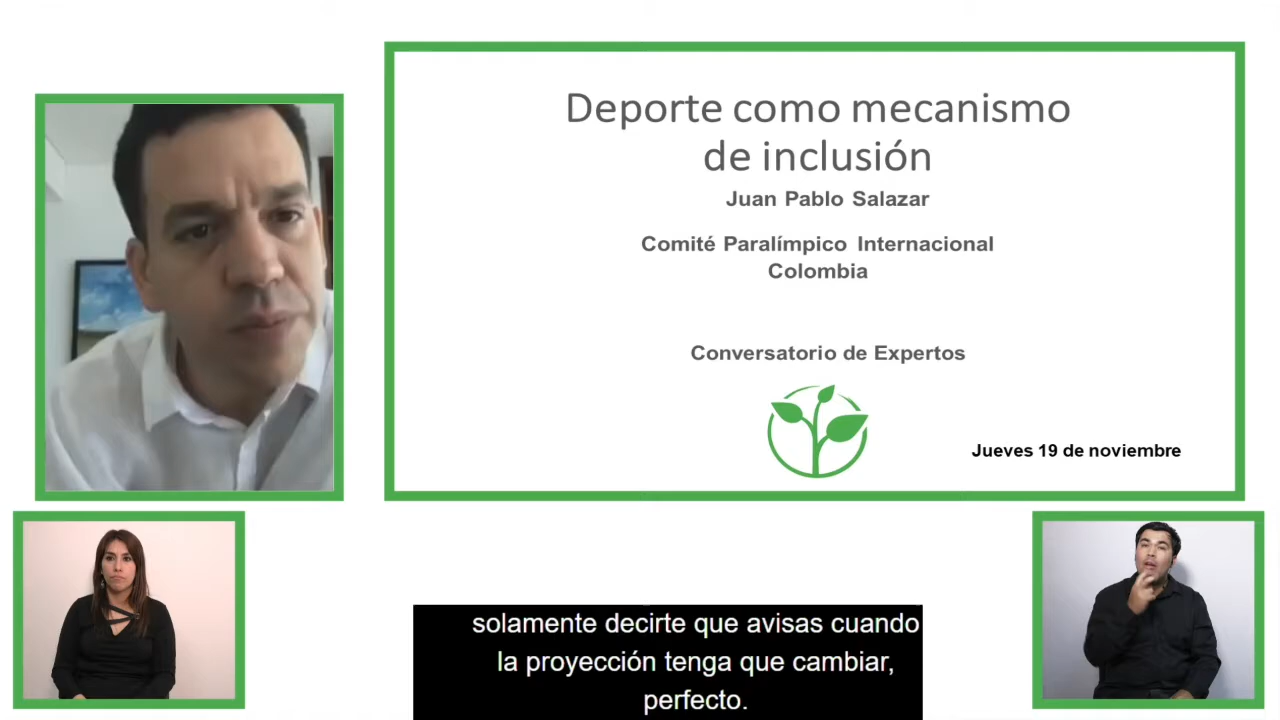 Deporte como mecanismo
de inclusión
Juan Pablo Salazar
Comité Paralímpico Internacional
Colombia
Conversatorio de Expertos
Jueves 19 de noviembre
solamente decirte que avisas cuando
la proyección tenga que cambiar,
perfecto.